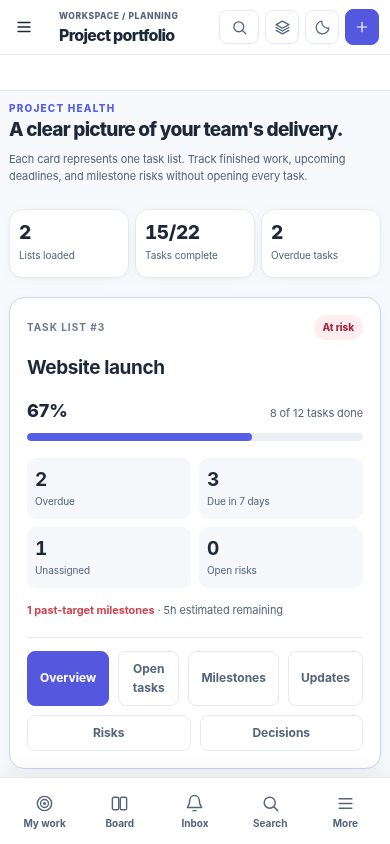 WORKSPACE / PLANNING
Project portfolio
PROJECT HEALTH
A clear picture of your team's delivery.
Each card represents one task list. Track finished work, upcoming
deadlines, and milestone risks without opening every task.
2
Lists loaded
15/22
Tasks complete
2
Overdue tasks
TASK LIST #3
At risk
Website launch
67%
8 of 12 tasks done
2
Overdue
3
Due in 7 days
1
Unassigned
0
Open risks
1 past-target milestones · 5h estimated remaining
Overview
Open
tasks
Milestones
Updates
Risks
Decisions
My work
Board
Inbox
Search
More